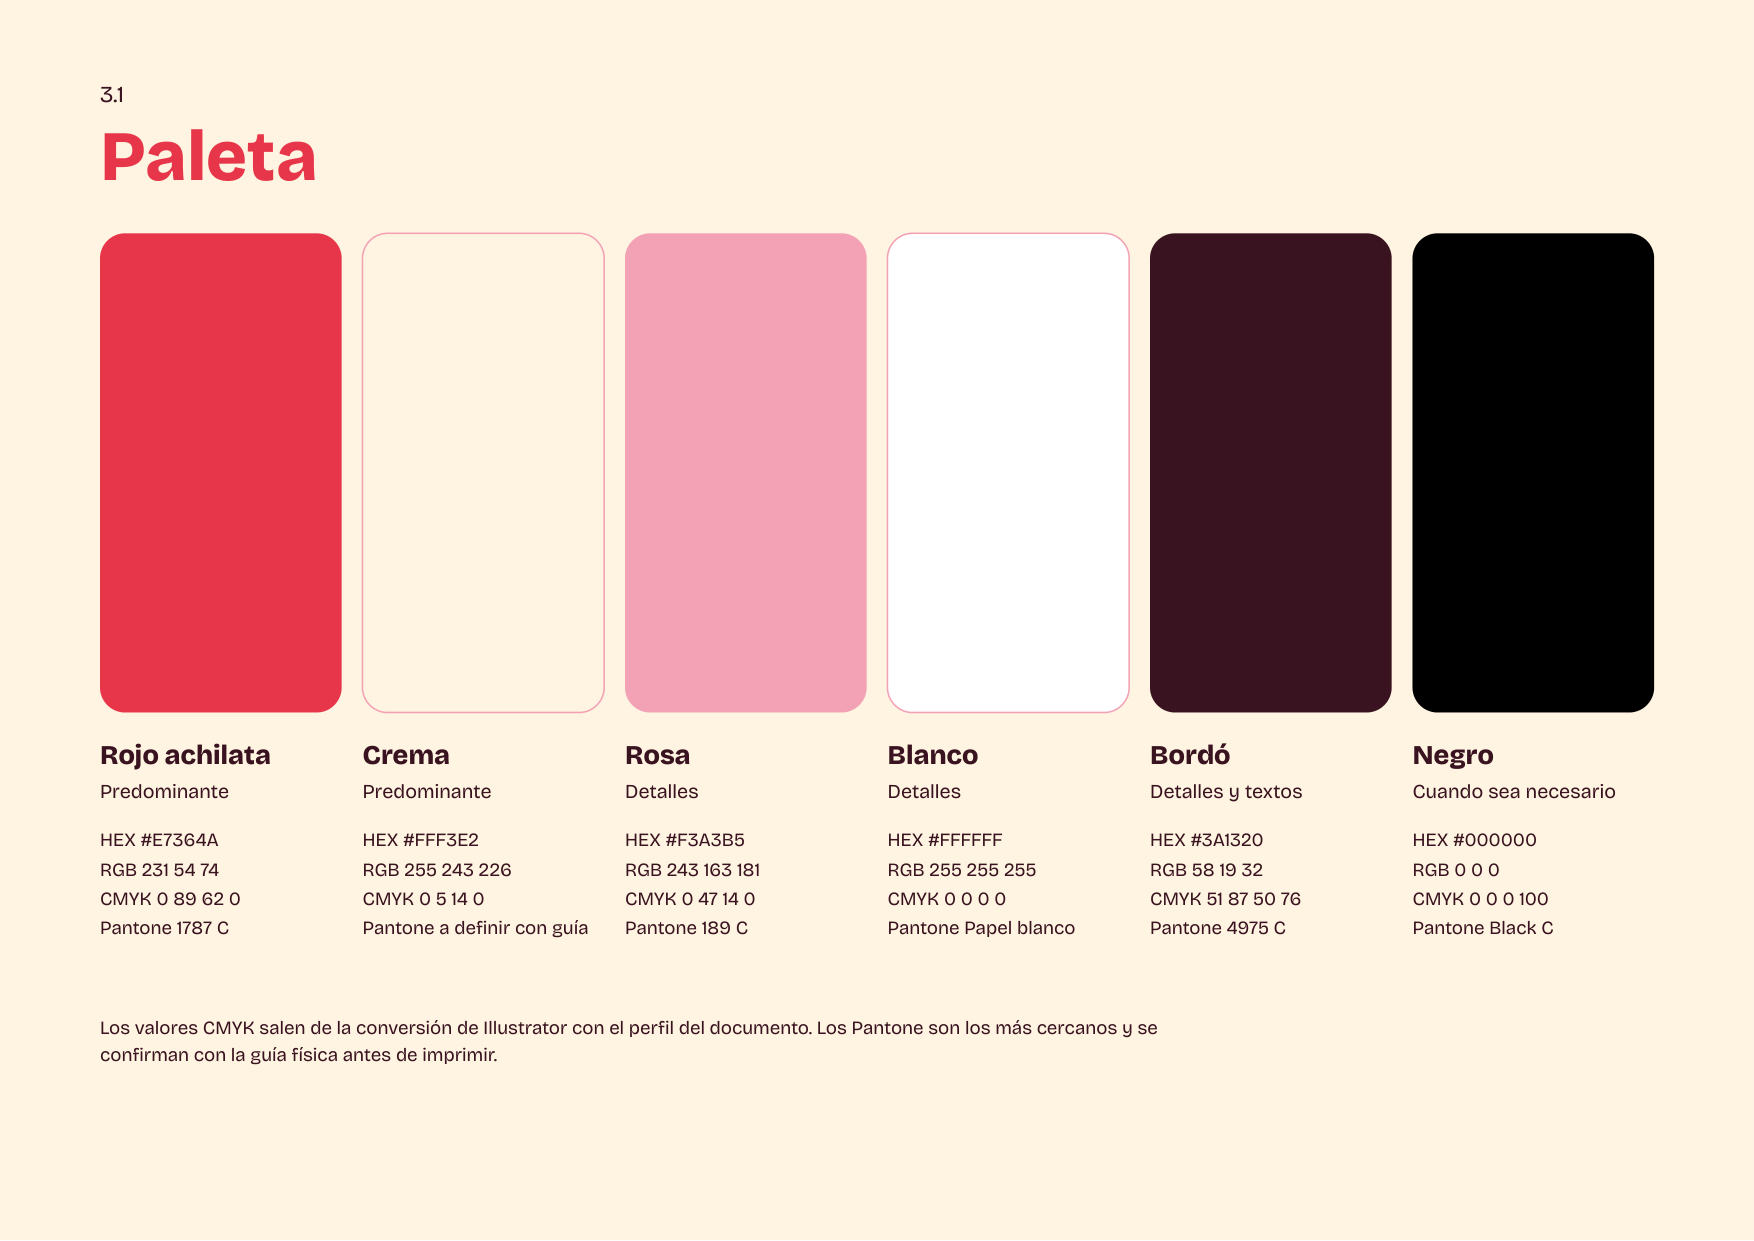 3.1
Paleta
Rojo achilata
Predominante
HEX #E7364A
RGB 231 54 74
CMYK 0 89 62 0
Pantone 1787 C
Crema
Predominante
HEX #FFF3E2
RGB 255 243 226
CMYK 0 5 14 0
Pantone a definir con guía
Rosa
Detalles
HEX #F3A3B5
RGB 243 163 181
CMYK 0 47 14 0
Pantone 189 C
Blanco
Detalles
HEX #FFFFFF
RGB 255 255 255
CMYK 0 0 0 0
Pantone Papel blanco
Bordó
Detalles y textos
HEX #3A1320
RGB 58 19 32
CMYK 51 87 50 76
Pantone 4975 C
Negro
Cuando sea necesario
HEX #000000
RGB 0 0 0
CMYK 0 0 0 100
Pantone Black C
Los valores CMYK salen de la conversión de Illustrator con el perfil del documento. Los Pantone son los más cercanos y se
confirman con la guía física antes de imprimir.